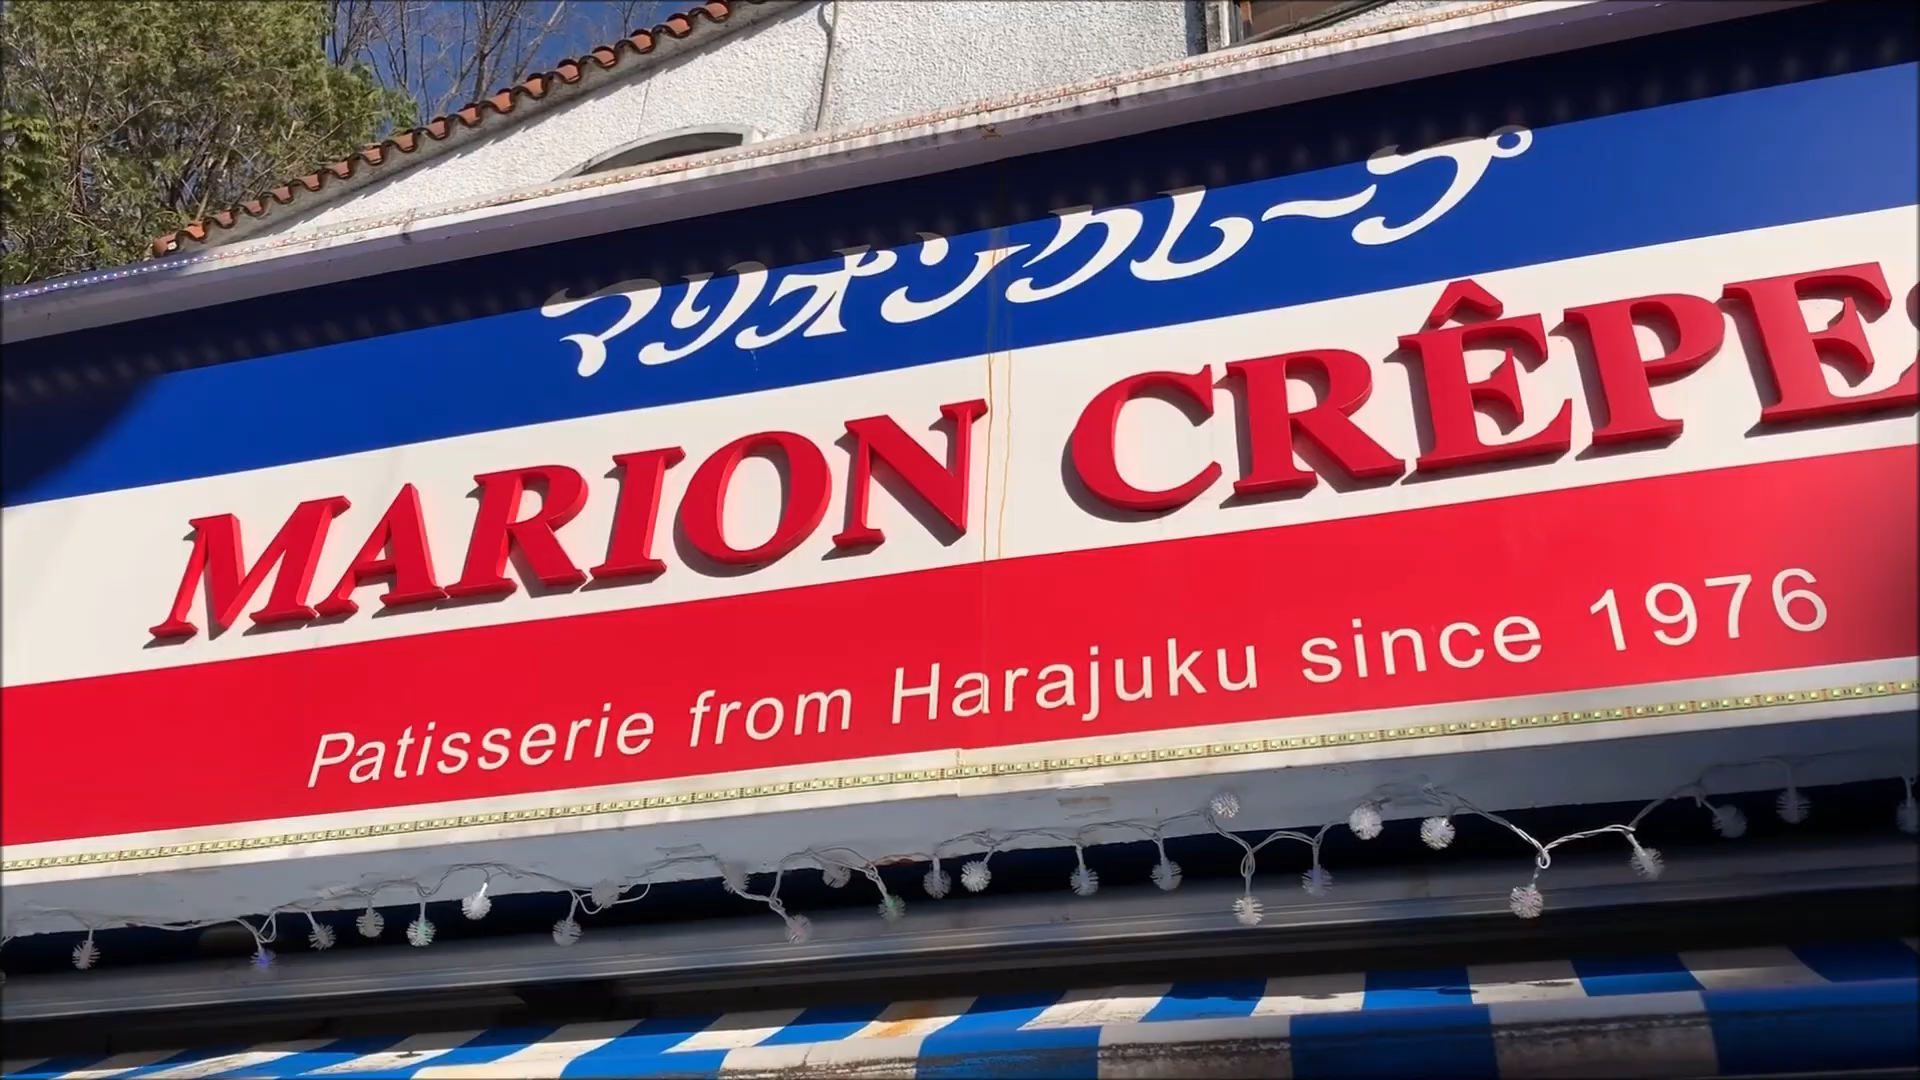 マリオンクレープ
MARION CRÊPE
Patisserie from Harajuku since 1976